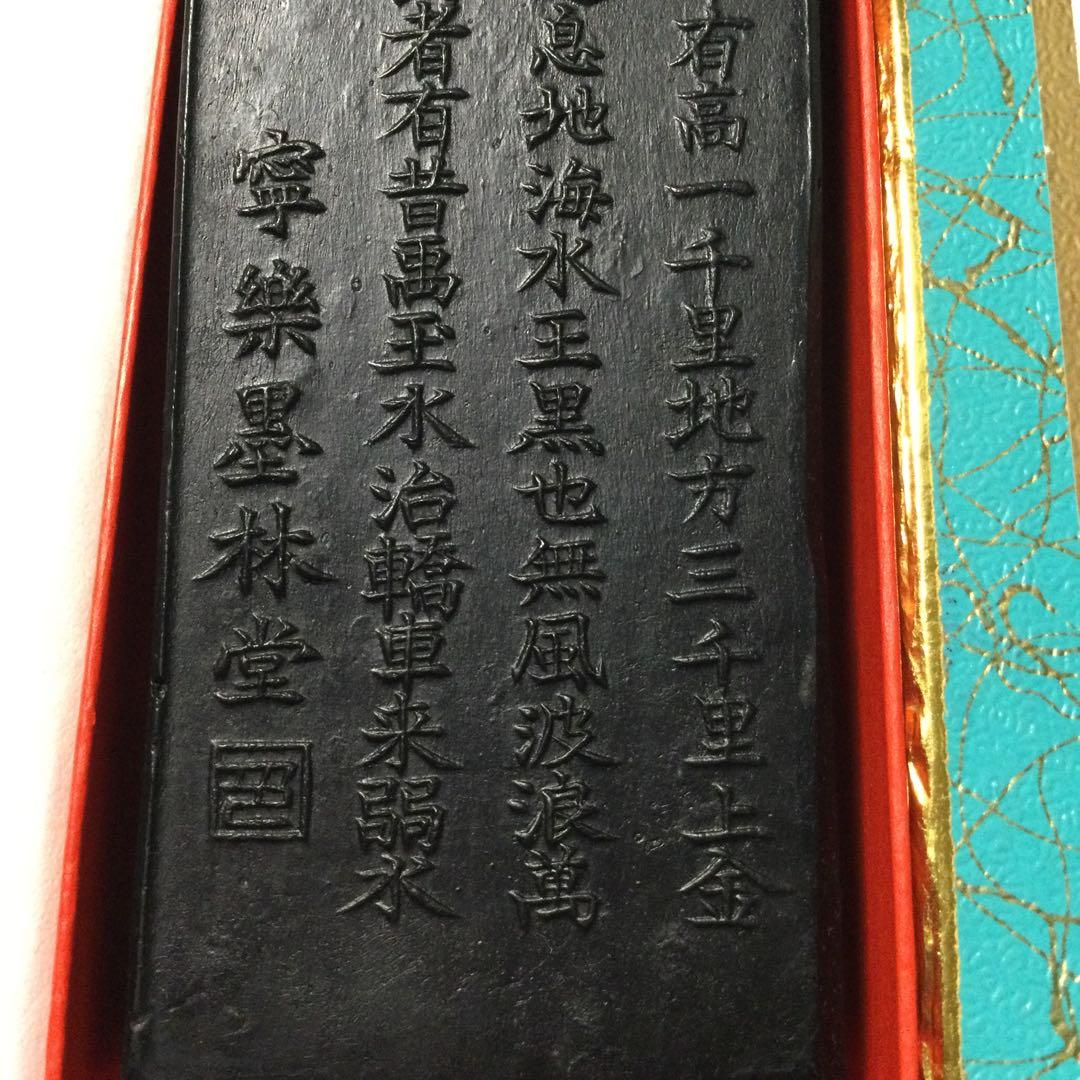 有高一千里地方三千里上金
息地海水王黒也無風波浪萬
者有昔禹王水治轎車来弱水
寧樂墨林堂